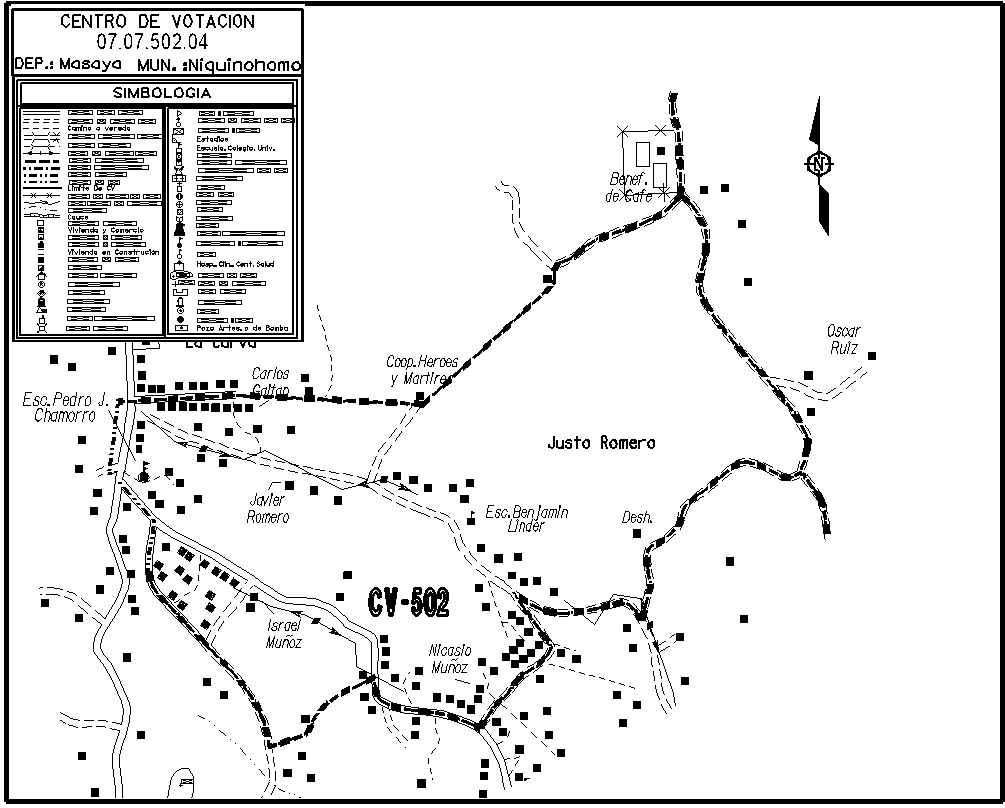 CENTRO DE VOTACION
07.07.502.04
DEP.: Masaya MUN.:Niquinohomo
SIMBOLOGIA
Camino o vereda
Limite De CV
Cauce
Vivienda y Comercio
Vivienda en Construcción
Estadios
Escuela, Colegio, Univ.
Hosp., Clin., Cent. Salud
Pozo Artes. o de Bomba
N
Benef.
de Cafe
La Curva
Carlos
Gaitan
Coop.Heroes
y Martires
Oscar
Ruiz
Esc.Pedro J.
Chamorro
Justo Romero
Javier
Romero
Esc.Benjamin
Linder
Desh.
CV-502
Israel
Muñoz
Nicasio
Muñoz